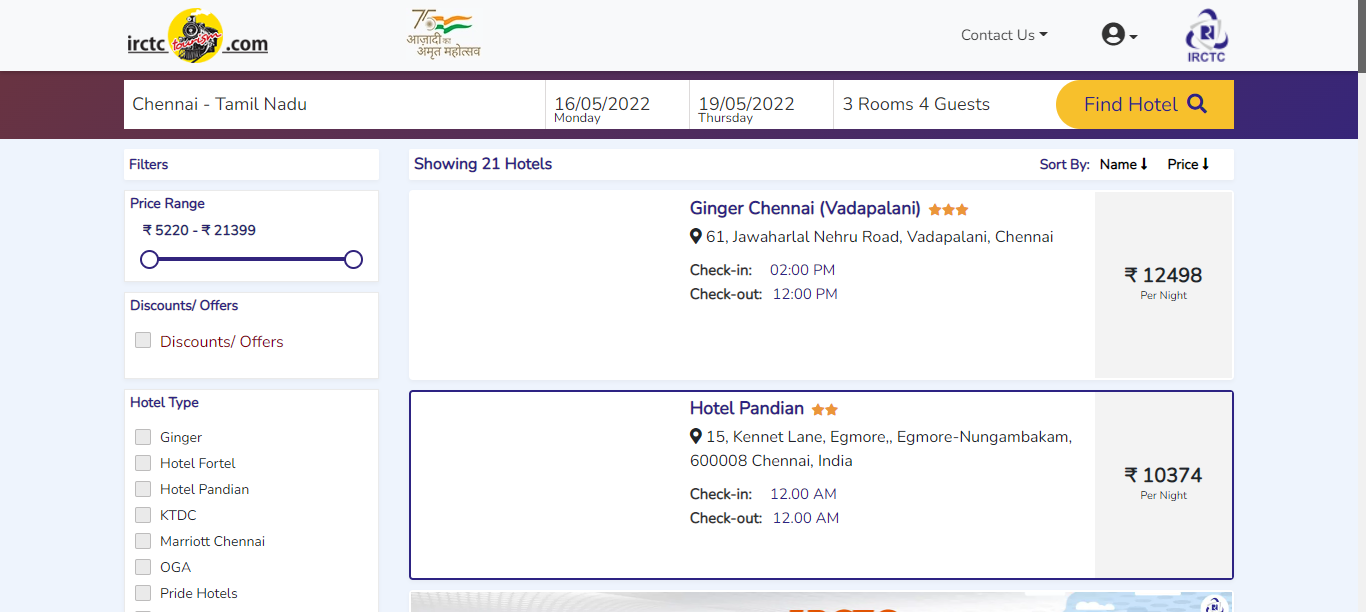 irctc tourism .com
75
आज़ादी का
अमृत महोत्सव
Contact Us
IRCTC
Chennai - Tamil Nadu
16/05/2022
Monday
19/05/2022
Thursday
3 Rooms 4 Guests
Find Hotel
Filters
Showing 21 Hotels
Sort By: Name Price
Price Range
₹ 5220 - ₹ 21399
Discounts/ Offers
Discounts/ Offers
Hotel Type
Ginger
Hotel Fortel
Hotel Pandian
KTDC
Marriott Chennai
OGA
Pride Hotels
Ginger Chennai (Vadapalani)
61, Jawaharlal Nehru Road, Vadapalani, Chennai
Check-in: 02:00 PM
Check-out: 12:00 PM
₹ 12498
Per Night
Hotel Pandian
15, Kennet Lane, Egmore,, Egmore-Nungambakam,
600008 Chennai, India
Check-in: 12.00 AM
Check-out: 12.00 AM
₹ 10374
Per Night
IRCTC